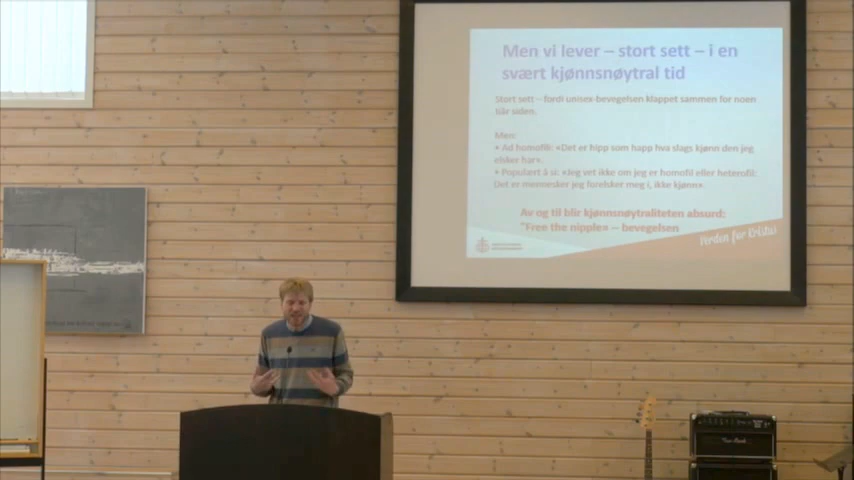 Men vi lever – stort sett – i en
svært kjønnsnøytral tid
Stort sett – fordi unisex-bevegelsen klappet sammen for noen
tiår siden.
Men:
• Ad homofili: «Det er hipp som happ hva slags kjønn den jeg
elsker har».
• Populært å si: «Jeg vet ikke om jeg er homofil eller heterofil:
Det er mennesker jeg forelsker meg i, ikke kjønn».
Av og til blir kjønnsnøytraliteten absurd:
"Free the nipple» – bevegelsen
Verden for Kristus